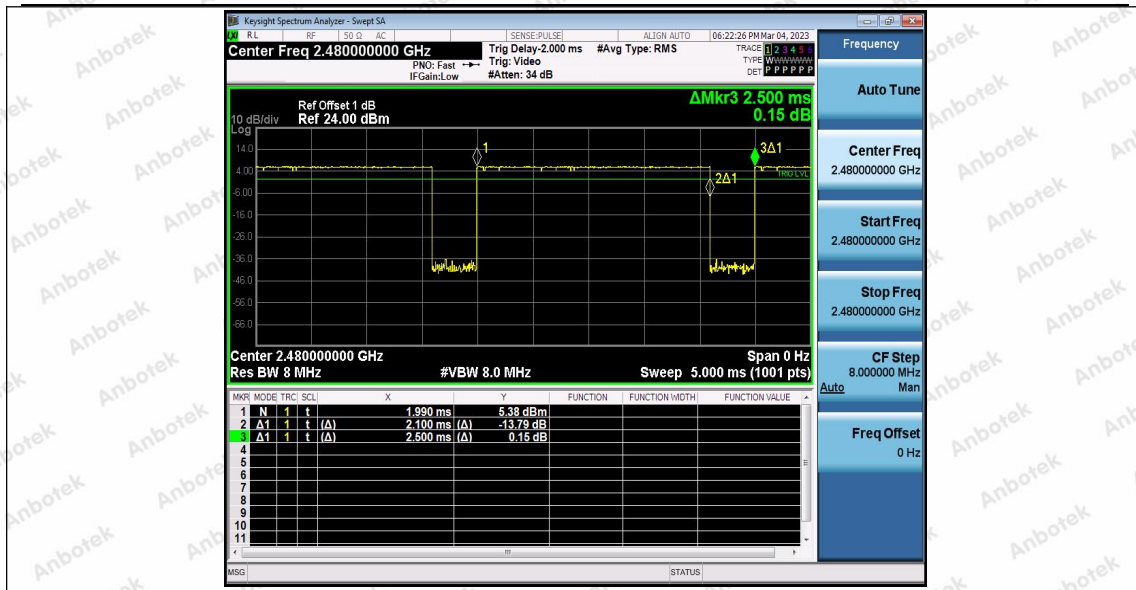 Keysight Spectrum Analyzer - Swept SA
LXI RL RF 50 Ω AC SENSE:PULSE ALIGN AUTO 06:22:26 PM Mar 04, 2023
Center Freq 2.480000000 GHz
Trig Delay-2.000 ms #Avg Type: RMS
TRACE 1 2 3 4 5 6
PNO: Fast Trig: Video
TYPE WWWWWW
IFGain:Low #Atten: 34 dB
DET P P P P P P
ΔMkr3 2.500 ms
0.15 dB
Ref Offset 1 dB
10 dB/div Ref 24.00 dBm
Log
14.0
4.00
-6.00
-16.0
-26.0
-36.0
-46.0
-56.0
-66.0
1
2Δ1
3Δ1
TRIG LVL
Center 2.480000000 GHz Span 0 Hz
Res BW 8 MHz #VBW 8.0 MHz Sweep 5.000 ms (1001 pts)
MKR MODE TRC SCL X Y FUNCTION FUNCTION WIDTH FUNCTION VALUE
1 N 1 t 1.990 ms 5.38 dBm
2 Δ1 1 t (Δ) 2.100 ms (Δ) -13.79 dB
3 Δ1 1 t (Δ) 2.500 ms (Δ) 0.15 dB
4
5
6
7
8
9
10
11
MSG STATUS
Frequency
Auto Tune
Center Freq
2.480000000 GHz
Start Freq
2.480000000 GHz
Stop Freq
2.480000000 GHz
CF Step
8.000000 MHz
Auto Man
Freq Offset
0 Hz
Anbotek